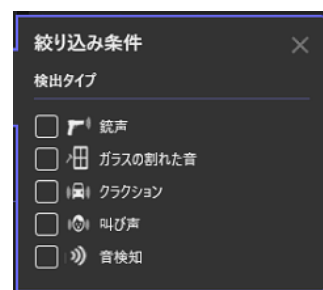 絞り込み条件
検出タイプ
銃声
ガラスの割れた音
クラクション
叫び声
音検知